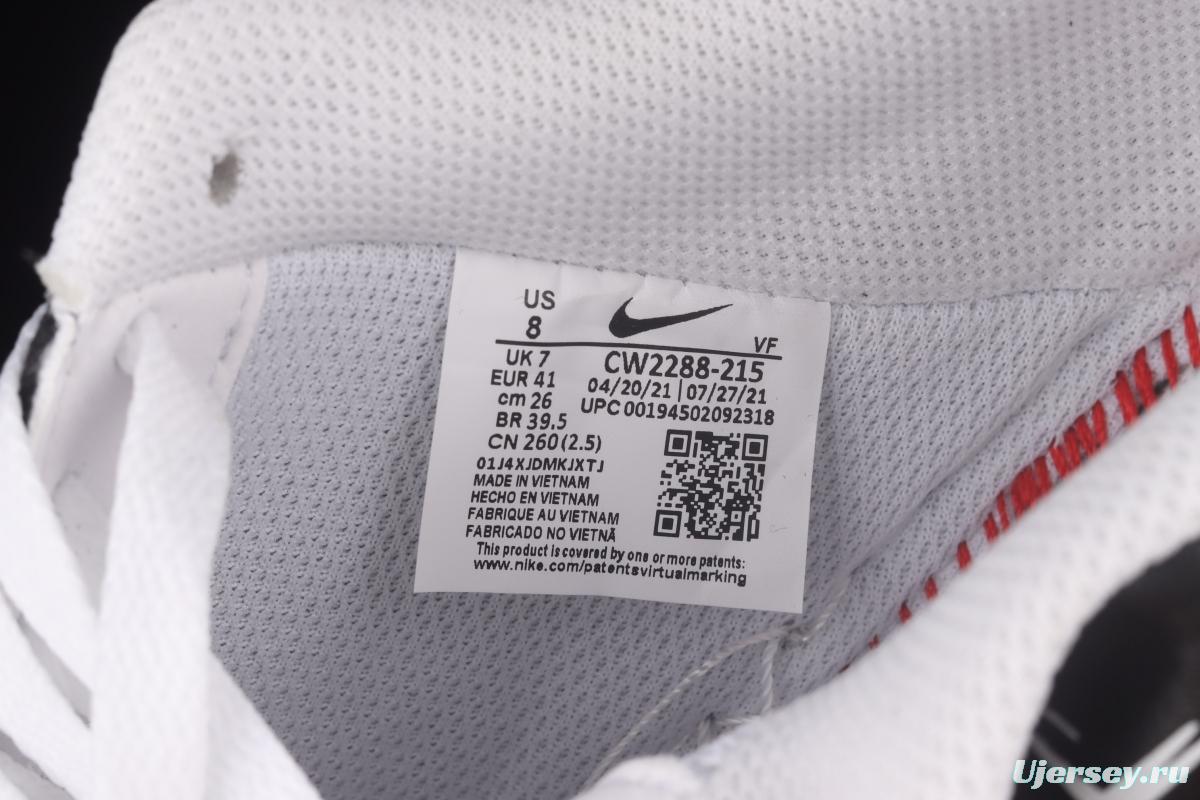 US
8
VF
UK 7
EUR 41
cm 26
BR 39.5
CN 260 (2.5)
CW2288-215
04/20/21 | 07/27/21
UPC 00194502092318
01J4XJDMKJXTJ
MADE IN VIETNAM
HECHO EN VIETNAM
FABRIQUE AU VIETNAM
FABRICADO NO VIETNÃ
This product is covered by one or more patents:
www.nike.com/patentsvirtualmarking
Ujersey.ru